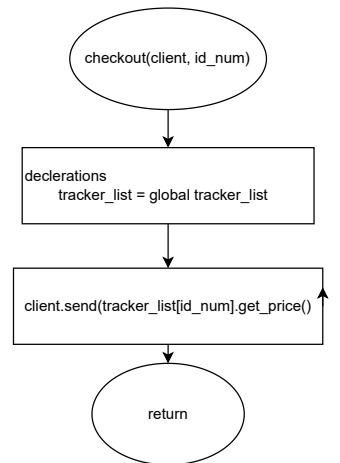 checkout(client, id_num)
declerations
tracker_list = global tracker_list
client.send(tracker_list[id_num].get_price()
return